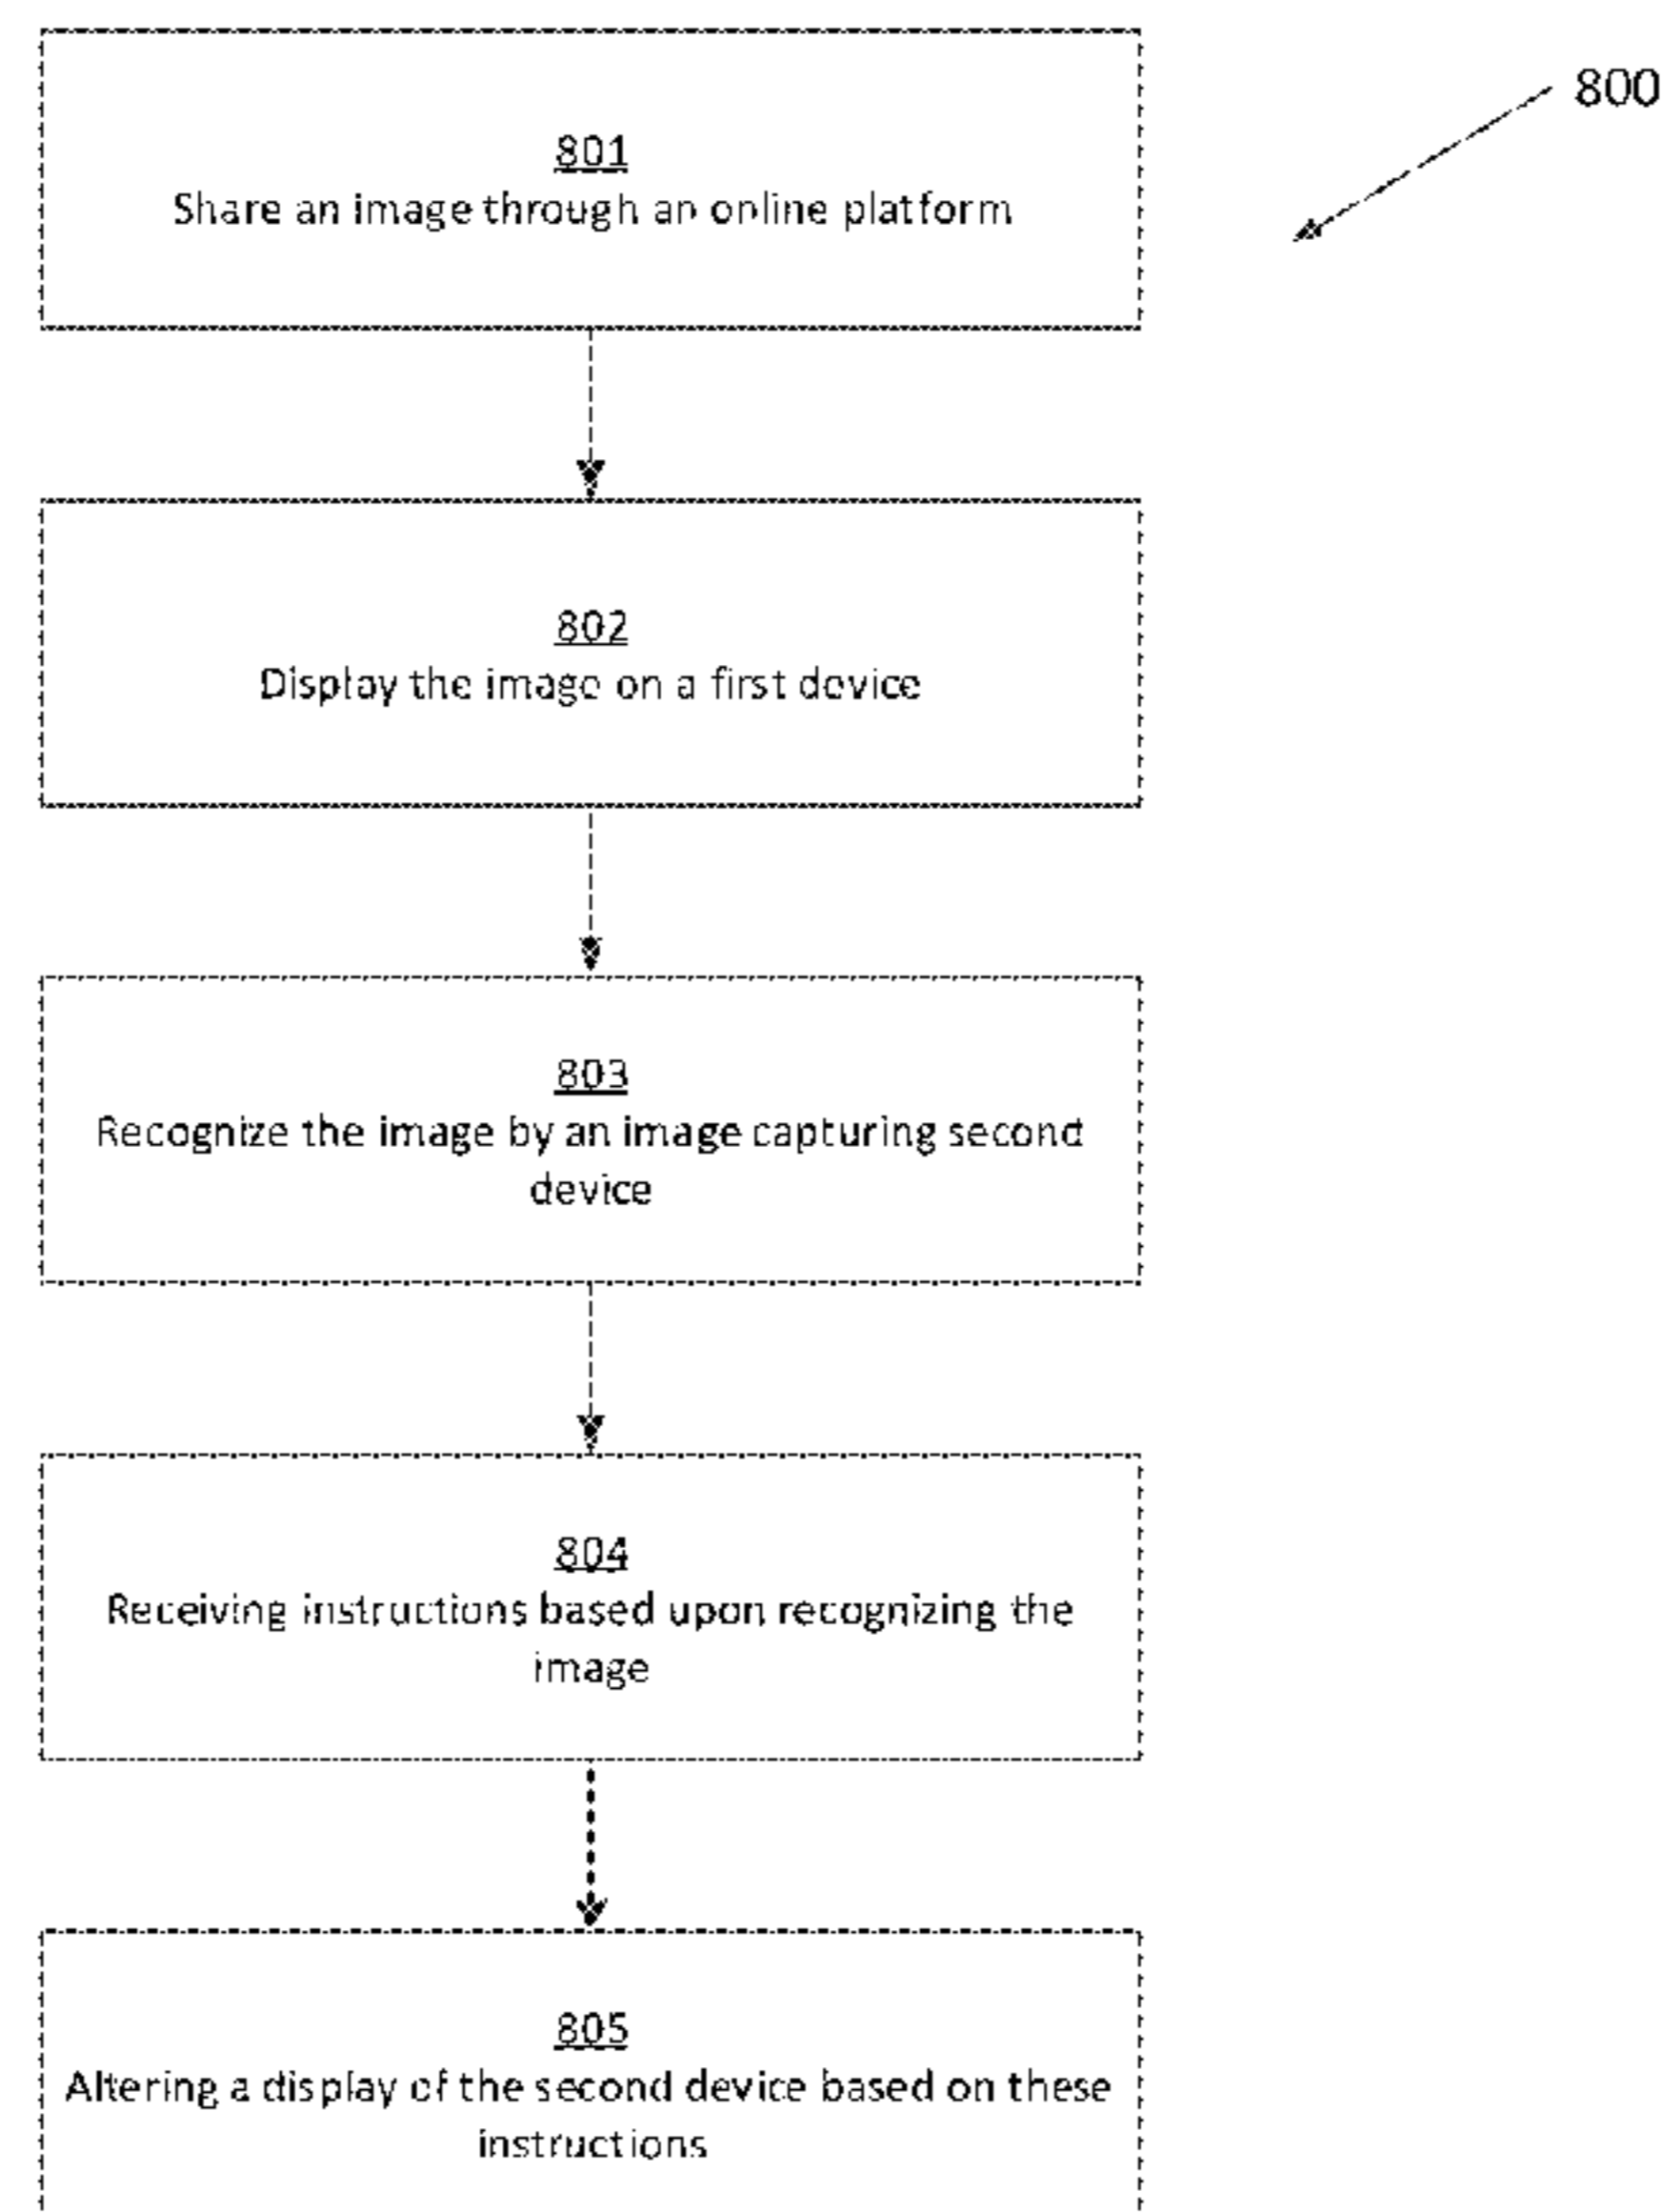 800
801
Share an image through an online platform
802
Display the image on a first device
803
Recognize the image by an image capturing second
device
804
Receiving instructions based upon recognizing the
image
805
Altering a display of the second device based on these
instructions